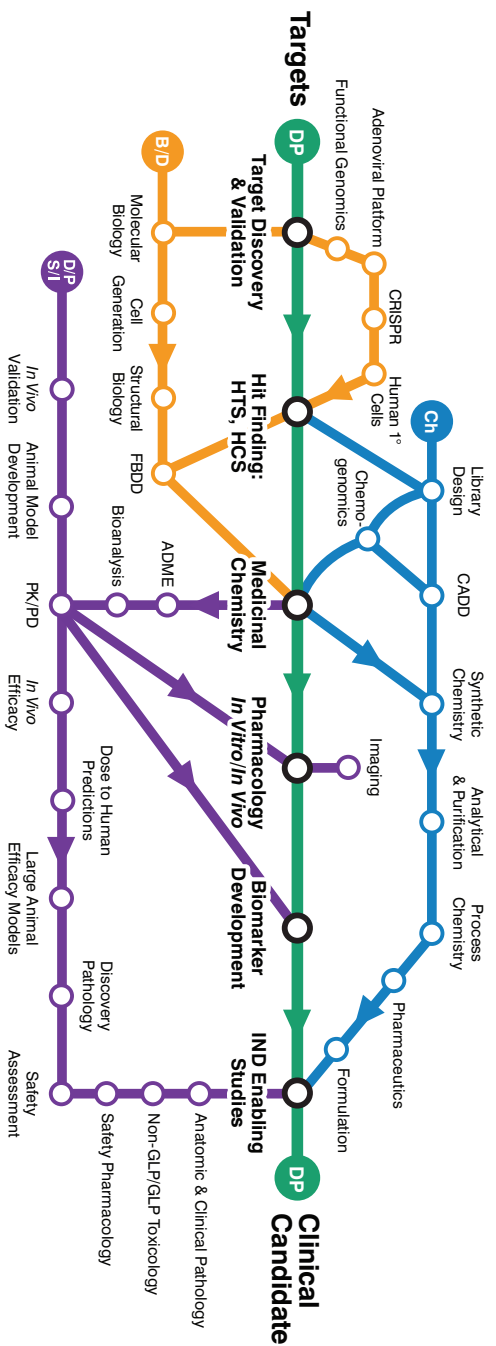 Ch
Library
Design
CADD
Synthetic
Chemistry
Analytical
& Purification
Process
Chemistry
Chemo-
genomics
Pharmaceutics
Formulation
Adenoviral Platform
Functional Genomics
CRISPR
Human 1°
Cells
Imaging
Targets
DP
Target Discovery
& Validation
Hit Finding:
HTS, HCS
Medicinal
Chemistry
Pharmacology
In Vitro/In Vivo
Biomarker
Development
IND Enabling
Studies
DP
Clinical
Candidate
B/D
Molecular
Biology
Cell
Generation
Structural
Biology
FBDD
ADME
Bioanalysis
Anatomic & Clinical Pathology
Non-GLP/GLP Toxicology
Safety Pharmacology
D/P
S/I
In Vivo
Validation
Animal Model
Development
PK/PD
In Vivo
Efficacy
Dose to Human
Predictions
Large Animal
Efficacy Models
Discovery
Pathology
Safety
Assessment